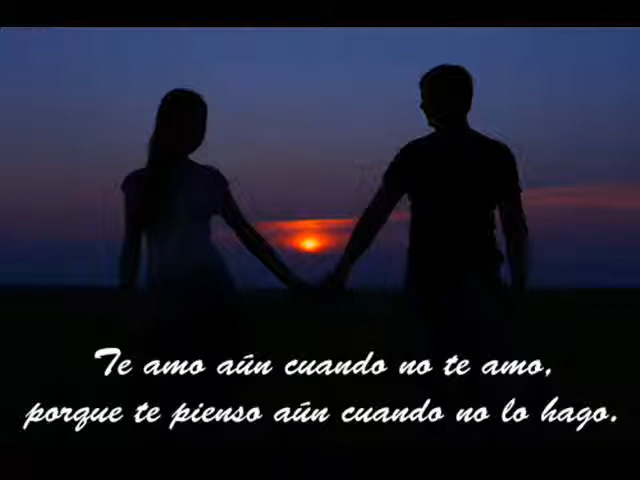 Te amo aún cuando no te amo,
porque te pienso aún cuando no lo hago.